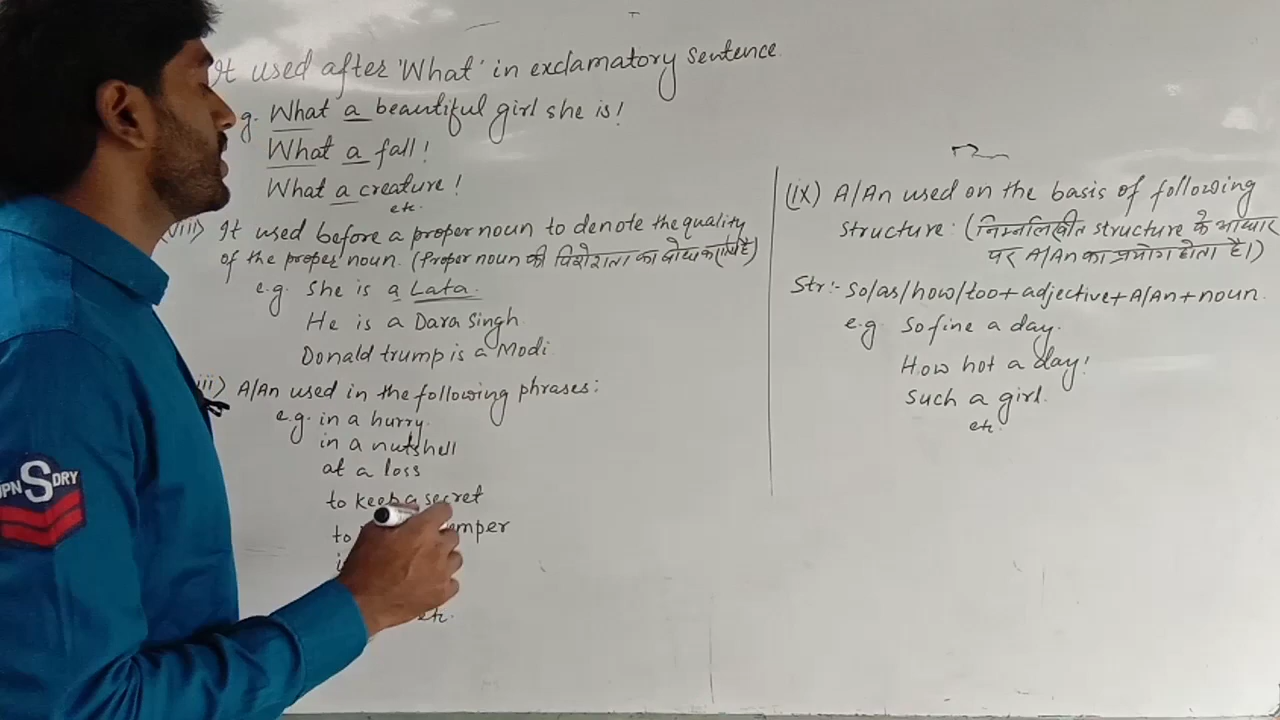 It used after 'What' in exclamatory sentence
g. What a beautiful girl she is!
What a fall!
What a creature!
etc.
viii) It used before a proper noun to denote the quality
of the proper noun. (Proper noun की विशेषता का बोध
e.g. She is a Lata.
He is a Dara Singh.
Donald trump is a Modi
iii) A/An used in the following phrases:
e.g. in a hurry.
in a nutshell
at a loss
to keep a secret
to
etc.
(ix) A/An used on the basis of following
structure: (निम्नलिखीत structure के आधार
पर A/An का प्रयोग होता है।)
Str:- So/as/how/too+adjective+A/An+noun.
e.g So fine a day.
How hot a day!
Such a girl.
etc.
JPN S DRY